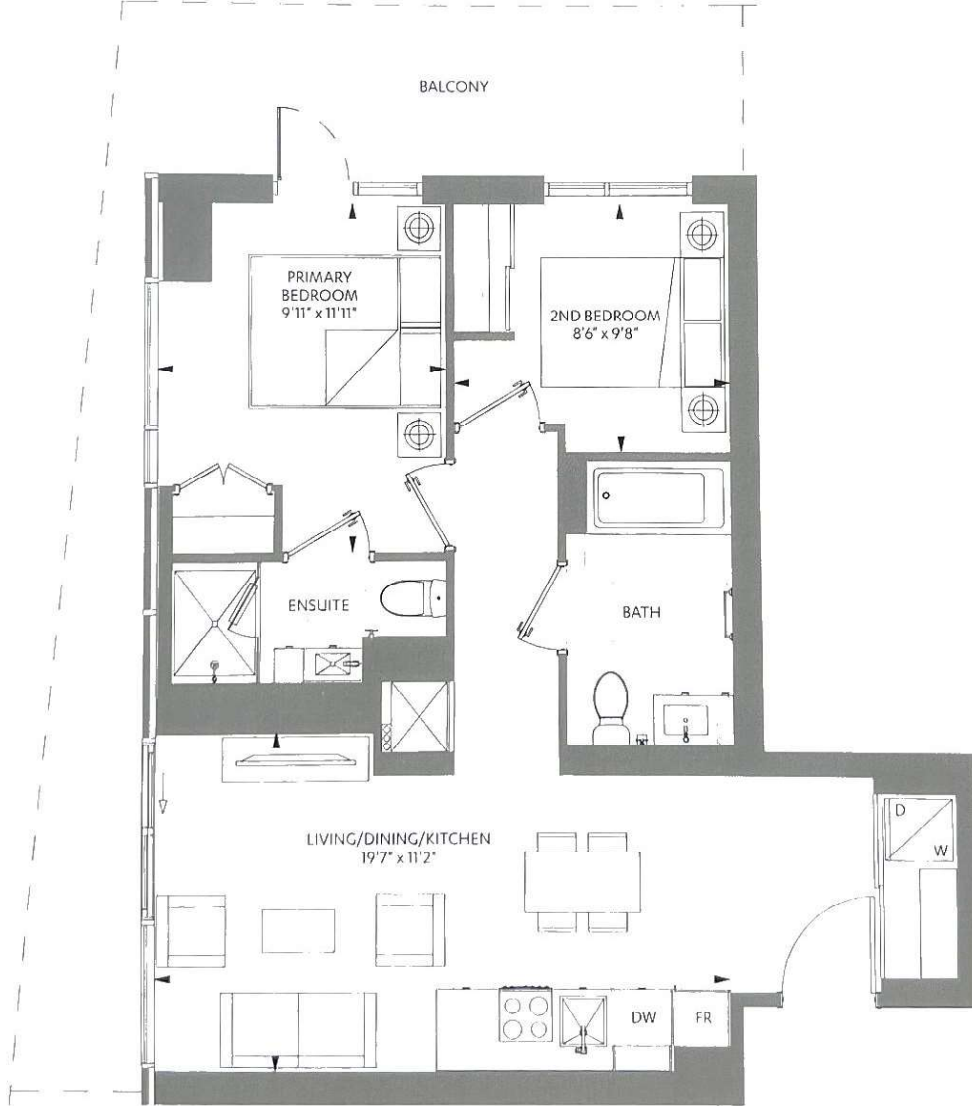 BALCONY
PRIMARY
BEDROOM
9'11" x 11'11"
2ND BEDROOM
8'6" x 9'8"
ENSUITE
BATH
LIVING/DINING/KITCHEN
19'7" x 11'2"
D
W
DW
FR